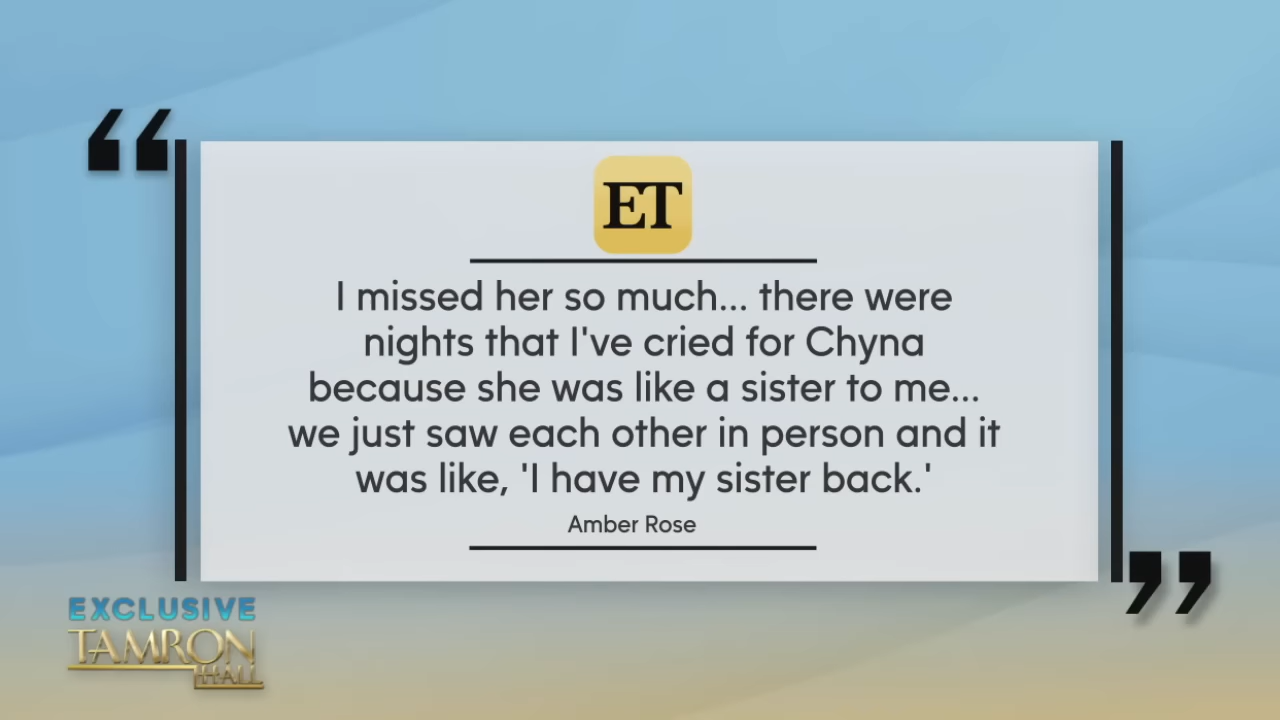 “
ET
I missed her so much... there were
nights that I've cried for Chyna
because she was like a sister to me...
we just saw each other in person and it
was like, 'I have my sister back.'
Amber Rose
”
EXCLUSIVE
TAMRON
HALL